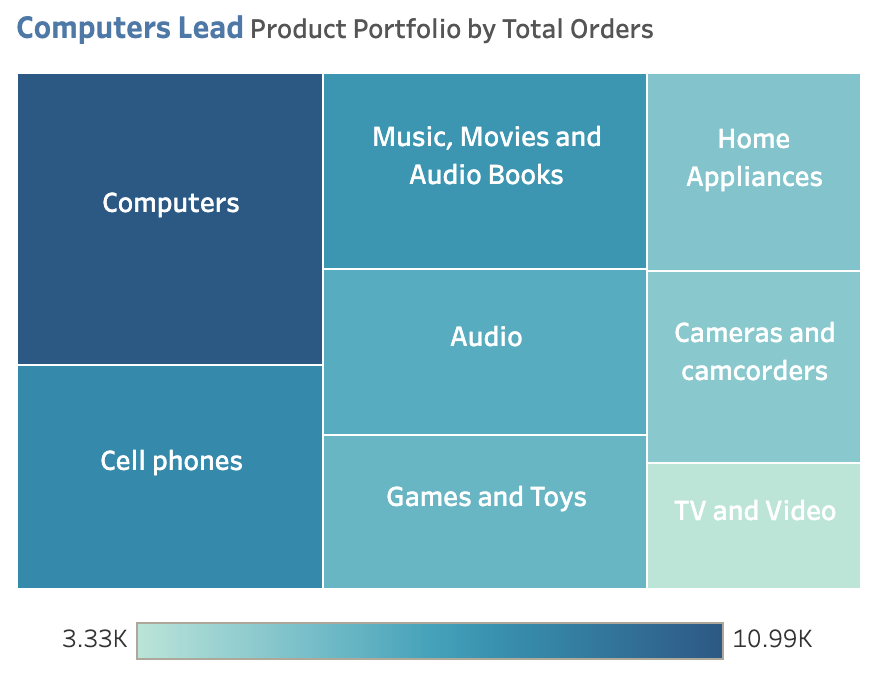 Computers Lead Product Portfolio by Total Orders
Computers
Cell phones
Music, Movies and
Audio Books
Audio
Games and Toys
Home
Appliances
Cameras and
camcorders
TV and Video
3.33K
10.99K